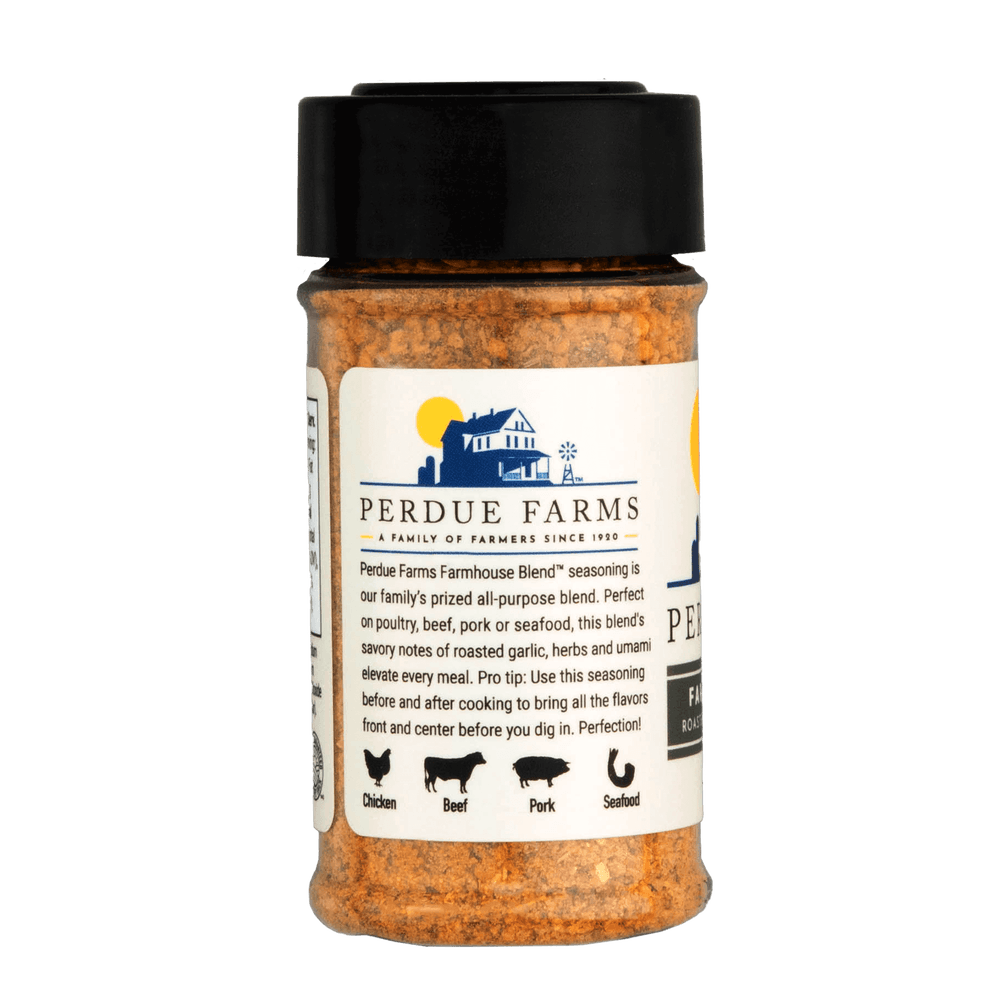 PERDUE FARMS
A FAMILY OF FARMERS SINCE 1920
Perdue Farms Farmhouse Blend™ seasoning is
our family's prized all-purpose blend. Perfect
on poultry, beef, pork or seafood, this blend's
savory notes of roasted garlic, herbs and umami
elevate every meal. Pro tip: Use this seasoning
before and after cooking to bring all the flavors
front and center before you dig in. Perfection!
Chicken Beef Pork Seafood